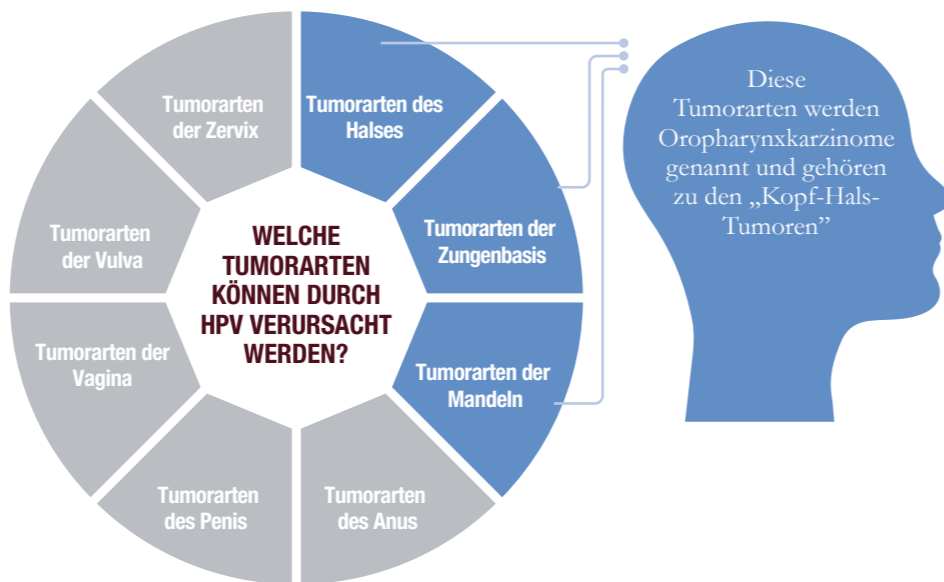 WELCHE
TUMORARTEN
KÖNNEN DURCH
HPV VERURSACHT
WERDEN?
Tumorarten des
Halses
Tumorarten der
Zungenbasis
Tumorarten der
Mandeln
Tumorarten
des Anus
Tumorarten
des Penis
Tumorarten der
Vagina
Tumorarten
der Vulva
Tumorarten
der Zervix
Diese
Tumorarten werden
Oropharynxkarzinome
genannt und gehören
zu den „Kopf-Hals-
Tumoren”